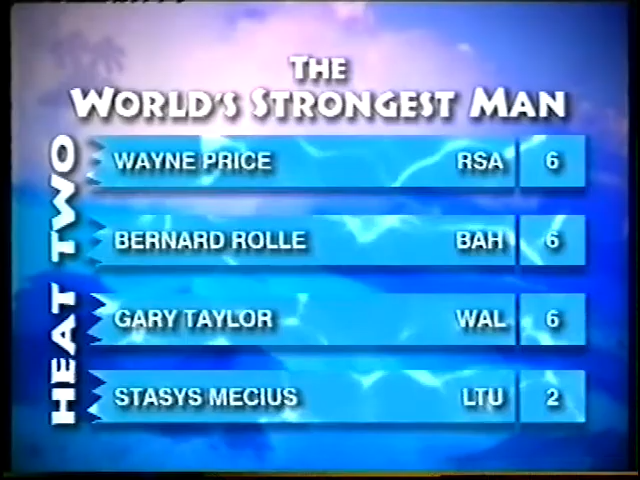 THE
WORLD'S STRONGEST MAN
HEAT TWO
WAYNE PRICE RSA 6
BERNARD ROLLE BAH 6
GARY TAYLOR WAL 6
STASYS MECIUS LTU 2